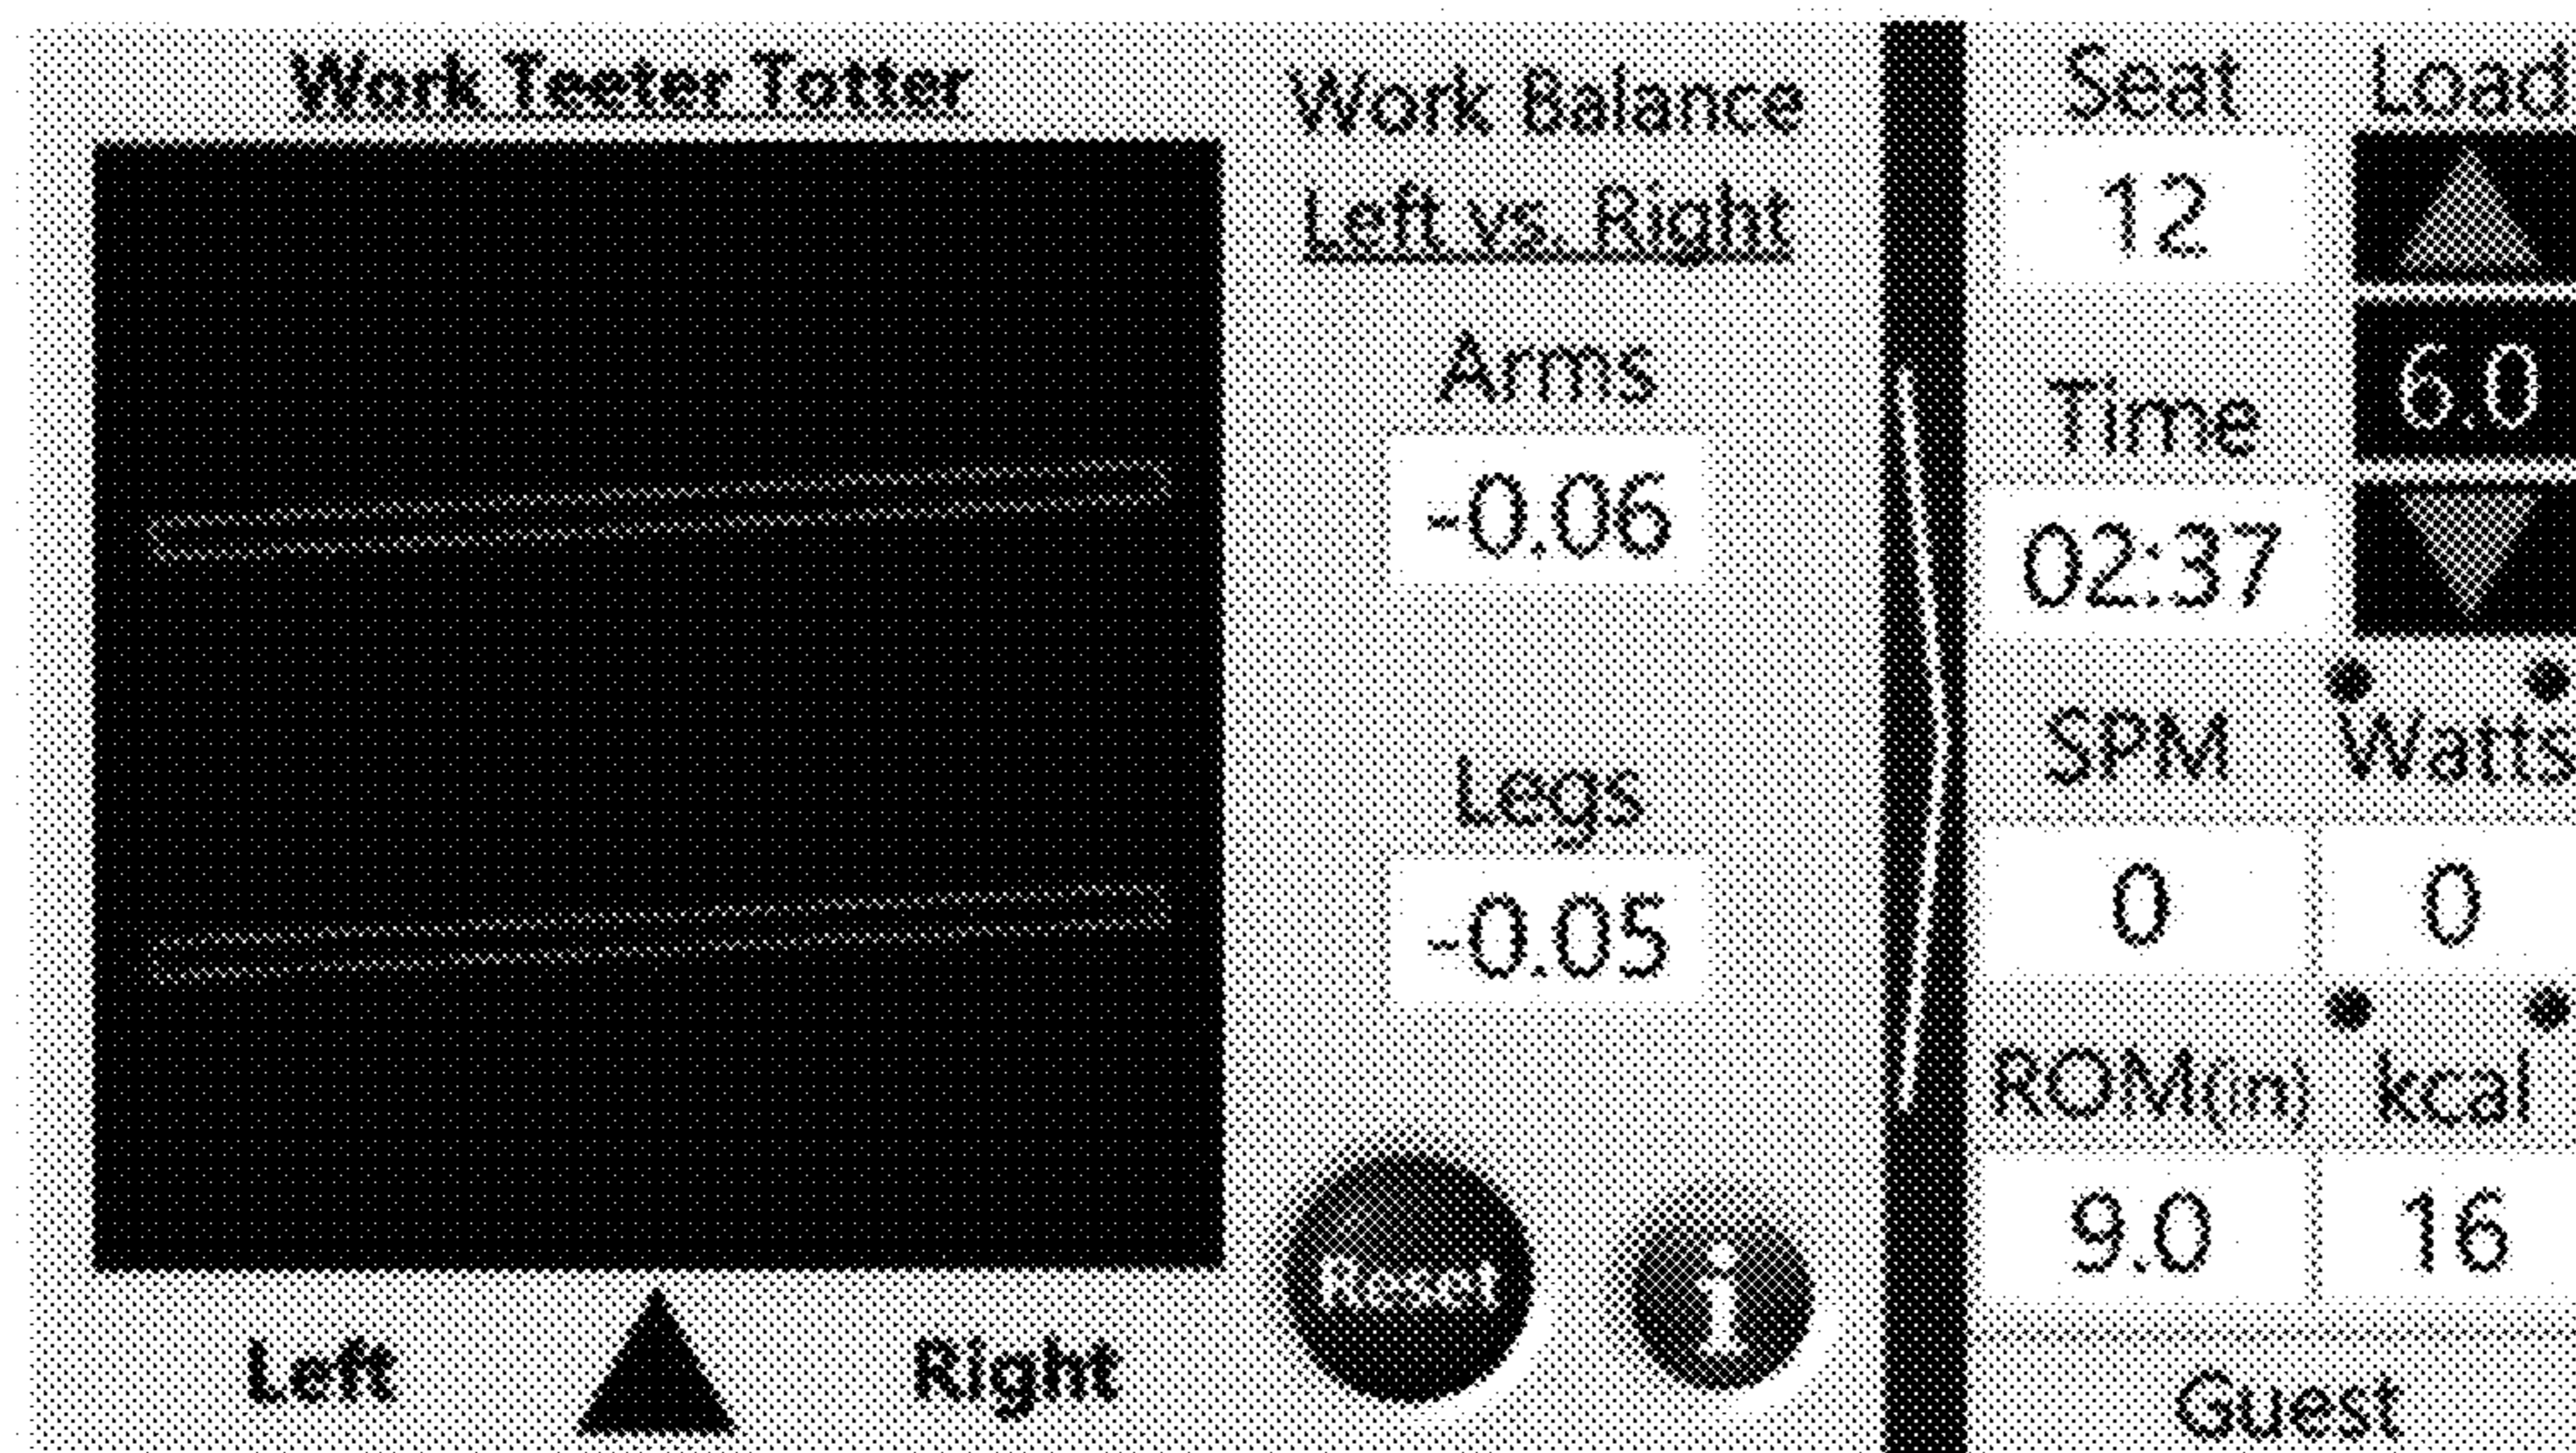 Work Teeter Totter
Left
Right
Work Balance
Left vs. Right
Arms
-0.06
Legs
-0.05
Reset
i
Seat
12
Load
6.0
Time
02:37
SPM
0
Watts
0
ROM(in)
9.0
kcal
16
Guest